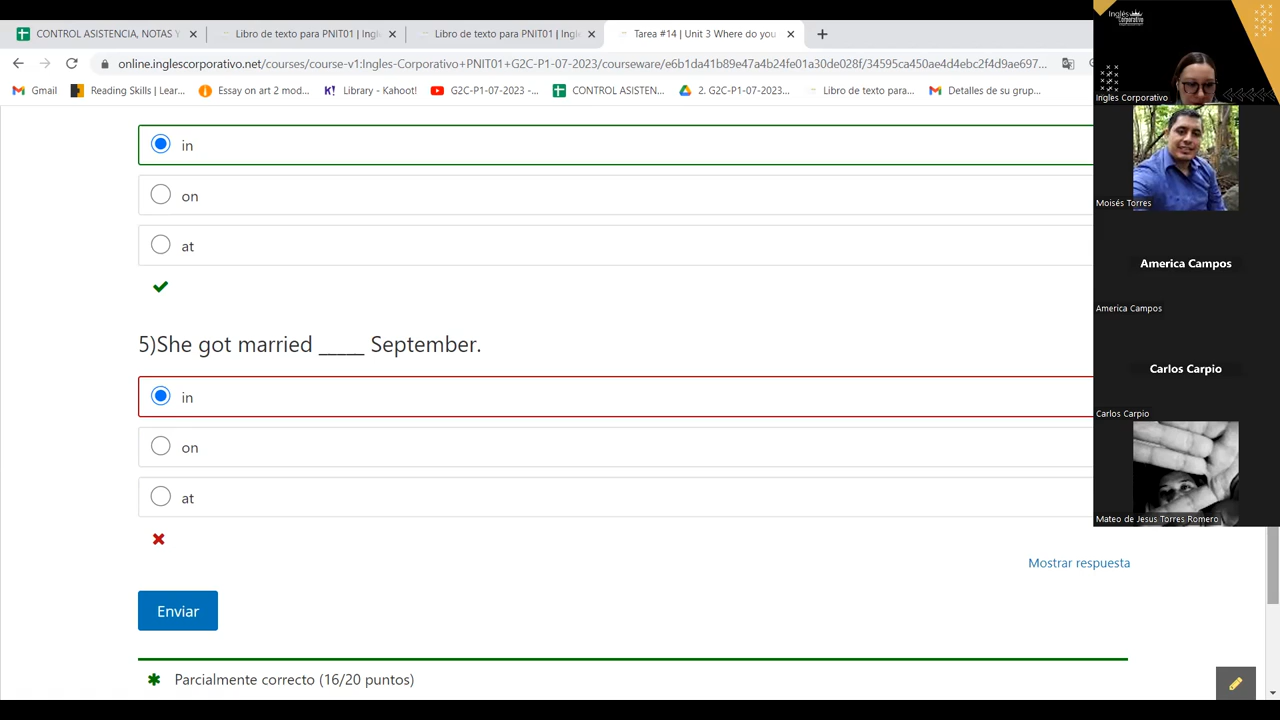 CONTROL ASISTENCIA, NOTAS Y
Libro de texto para PNIT01 | Ingl
Libro de texto para PNIT01 | Ingl
Tarea #14 | Unit 3 Where do you
online.inglescorporativo.net/courses/course-v1:Ingles-Corporativo+PNIT01+G2C-P1-07-2023/courseware/e6b1da41b89e47a4b24fe01a30de028f/34595ca450ae4d4ebc2f4d9ae697...
Gmail
Reading Skills | Lear...
Essay on art 2 mod...
Library - Kahoot!
G2C-P1-07-2023 -...
CONTROL ASISTEN...
2. G2C-P1-07-2023...
Libro de texto para...
Detalles de su grup...
in
on
at
5)She got married _____ September.
in
on
at
Mostrar respuesta
Enviar
Parcialmente correcto (16/20 puntos)
Inglés
Corporativo
Ingles Corporativo
Moisés Torres
America Campos
America Campos
Carlos Carpio
Carlos Carpio
Mateo de Jesus Torres Romero